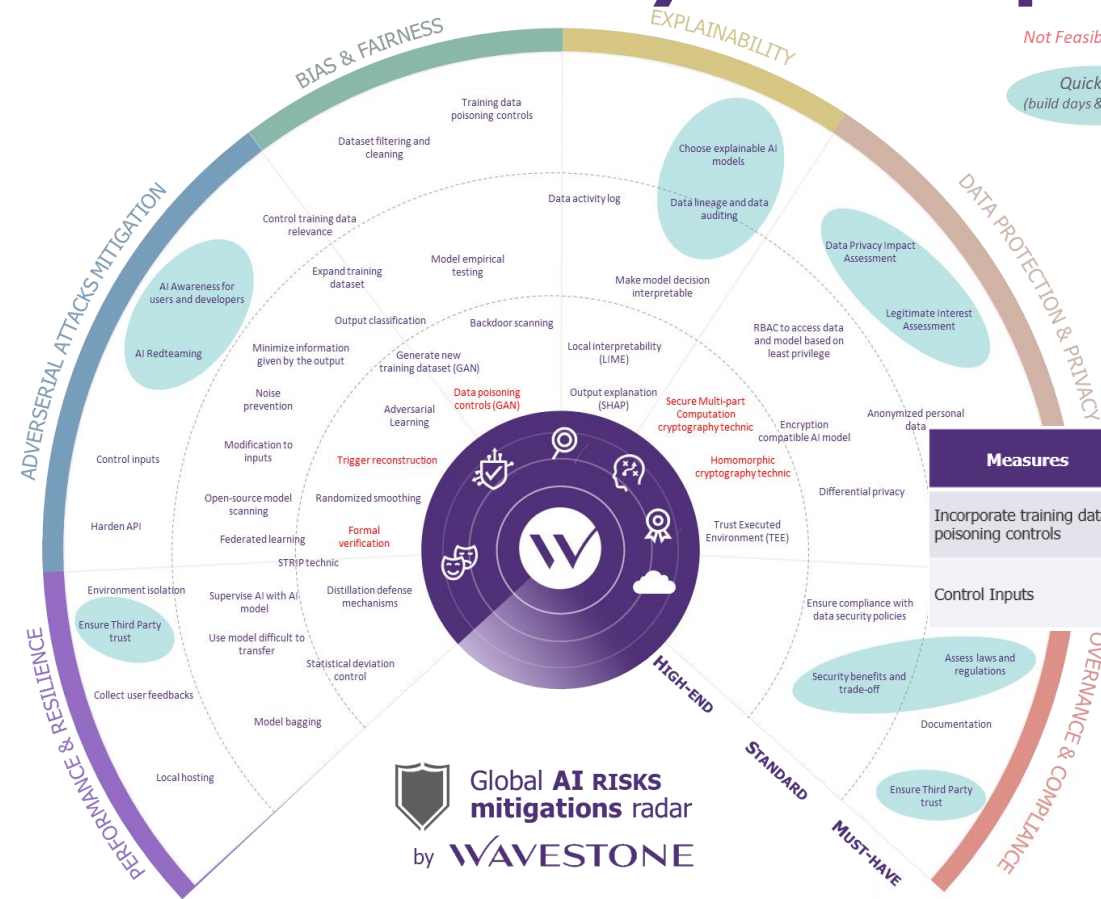 EXPLAINABILITY
BIAS & FAIRNESS
ADVERSERIAL ATTACKS MITIGATION
DATA PROTECTION & PRIVACY
PERFORMANCE & RESILIENCE
OVERNANCE & COMPLIANCE
Not Feasib
Quick
(build days &
Training data
poisoning controls
Dataset filtering and
cleaning
Choose explainable AI
models
Data lineage and data
auditing
Data activity log
Control training data
relevance
Model empirical
testing
Expand training
dataset
Make model decision
interpretable
Data Privacy Impact
Assessment
Legitimate Interest
Assessment
AI Awareness for
users and developers
AI Redteaming
Output classification
Backdoor scanning
RBAC to access data
and model based on
least privilege
Minimize information
given by the output
Generate new
training dataset (GAN)
Local interpretability
(LIME)
Noise
prevention
Data poisoning
controls (GAN)
Output explanation
(SHAP)
Secure Multi-part
Computation
cryptography technic
Adversarial
Learning
Encryption
compatible AI model
Anonymized personal
data
Control inputs
Modification to
inputs
Trigger reconstruction
Homomorphic
cryptography technic
Measures
Open-source model
scanning
Randomized smoothing
Differential privacy
Harden API
Federated learning
Formal
verification
Trust Executed
Environment (TEE)
Incorporate training dat
poisoning controls
STRIP technic
Environment isolation
Supervise AI with AI
model
Distillation defense
mechanisms
Control Inputs
Ensure Third Party
trust
Use model difficult to
transfer
Ensure compliance with
data security policies
Statistical deviation
control
Security benefits and
trade-off
Assess laws and
regulations
Collect user feedbacks
Model bagging
Documentation
Local hosting
Ensure Third Party
trust
HIGH-END
STANDARD
MUST-HAVE
W
Global AI RISKS
mitigations radar
by WAVESTONE